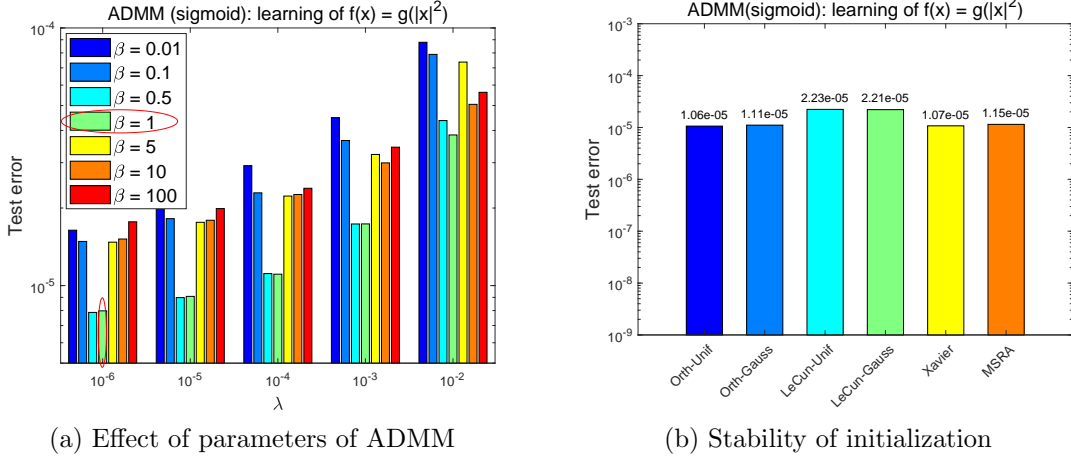 ADMM (sigmoid): learning of f(x) = g(|x|²)
Test error
10⁻⁴
10⁻⁵
β = 0.01
β = 0.1
β = 0.5
β = 1
β = 5
β = 10
β = 100
10⁻⁶ 10⁻⁵ 10⁻⁴ 10⁻³ 10⁻²
λ
(a) Effect of parameters of ADMM
ADMM(sigmoid): learning of f(x) = g(|x|²)
Test error
10⁻³
10⁻⁴
10⁻⁵
10⁻⁶
10⁻⁷
10⁻⁸
10⁻⁹
1.06e-05 1.11e-05 2.23e-05 2.21e-05 1.07e-05 1.15e-05
Orth-Unif
Orth-Gauss
LeCun-Unif
LeCun-Gauss
Xavier
MSRA
(b) Stability of initialization